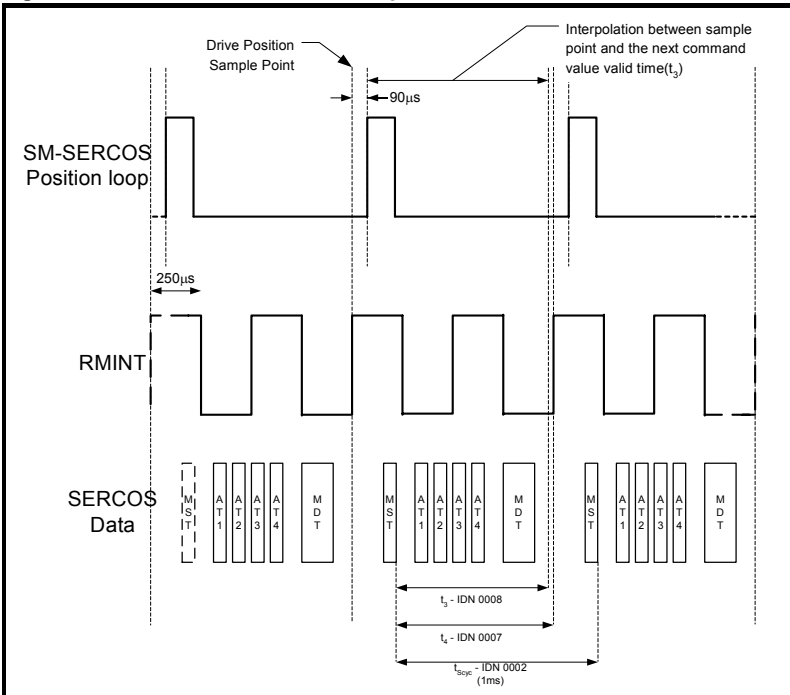 Drive Position
Sample Point
Interpolation between sample
point and the next command
value valid time(t3)
90μs
SM-SERCOS
Position loop
250μs
RMINT
SERCOS
Data
MST
AT1
AT2
AT3
AT4
MDT
MST
AT1
AT2
AT3
AT4
MDT
MST
AT1
AT2
AT3
AT4
MDT
t3 - IDN 0008
t4 - IDN 0007
tScyc - IDN 0002
(1ms)